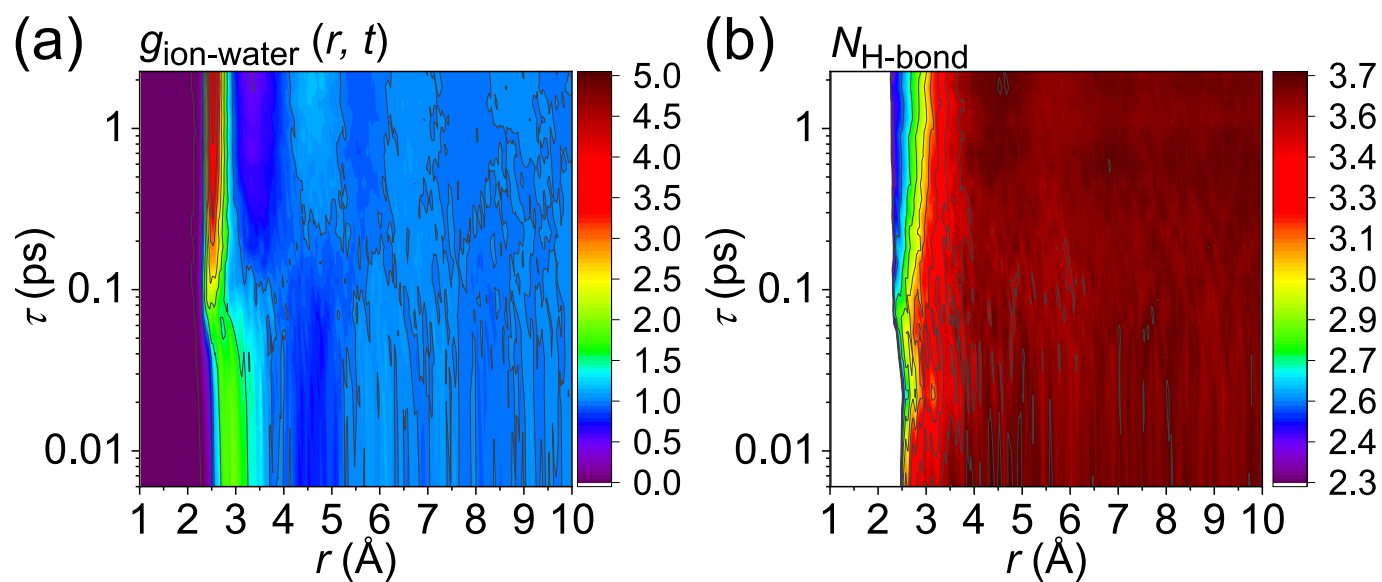 (a)
g_ion-water (r, t)
5.0
4.5
4.0
3.5
3.0
2.5
2.0
1.5
1.0
0.5
0.0
1
0.1
0.01
τ (ps)
1 2 3 4 5 6 7 8 9 10
r (Å)
(b)
N_H-bond
3.7
3.6
3.4
3.3
3.1
3.0
2.9
2.7
2.6
2.4
2.3
1
0.1
0.01
τ (ps)
1 2 3 4 5 6 7 8 9 10
r (Å)